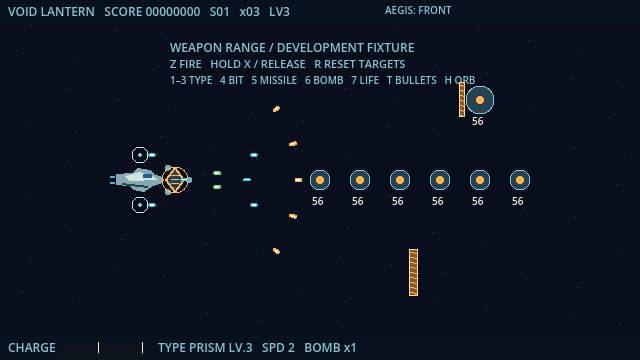 VOID LANTERN SCORE 00000000 S01 x03 LV3 AEGIS: FRONT
WEAPON RANGE / DEVELOPMENT FIXTURE
Z FIRE HOLD X / RELEASE R RESET TARGETS
1–3 TYPE 4 BIT 5 MISSILE 6 BOMB 7 LIFE T BULLETS H ORB
56
56 56 56 56 56 56
CHARGE TYPE PRISM LV.3 SPD 2 BOMB x1